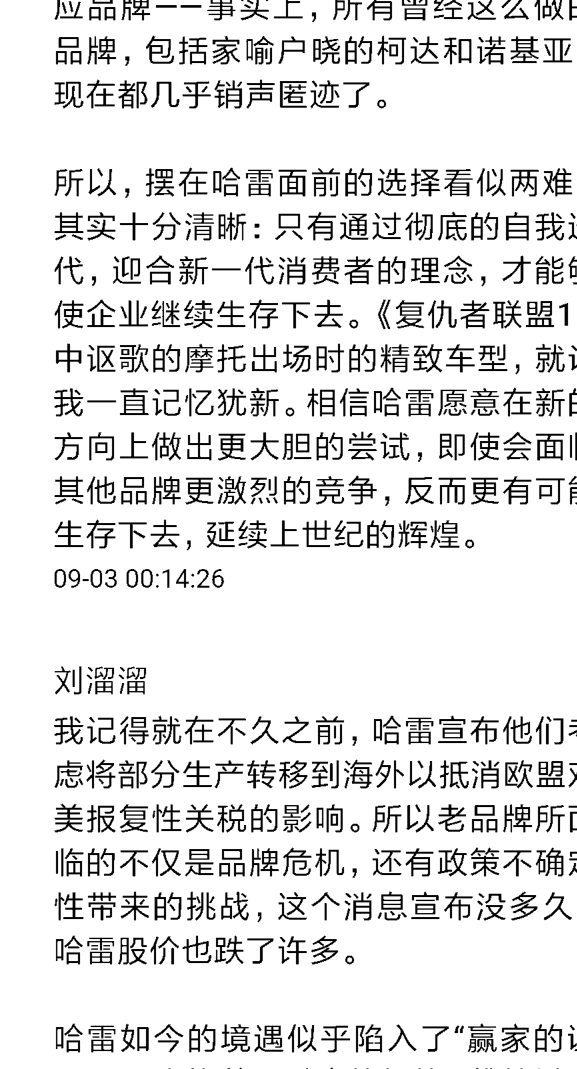 应品牌——事实上，所有曾经这么做
品牌，包括家喻户晓的柯达和诺基亚
现在都几乎销声匿迹了。
所以，摆在哈雷面前的选择看似两难
其实十分清晰：只有通过彻底的自我
代，迎合新一代消费者的理念，才能
使企业继续生存下去。《复仇者联盟1
中讴歌的摩托出场时的精致车型，就
我一直记忆犹新。相信哈雷愿意在新
方向上做出更大胆的尝试，即使会面
其他品牌更激烈的竞争，反而更有可
生存下去，延续上世纪的辉煌。
09-03 00:14:26
刘溜溜
我记得就在不久之前，哈雷宣布他们
虑将部分生产转移到海外以抵消欧盟
美报复性关税的影响。所以老品牌所
临的不仅是品牌危机，还有政策不确
性带来的挑战，这个消息宣布没多久
哈雷股价也跌了许多。
哈雷如今的境遇似乎陷入了“赢家的